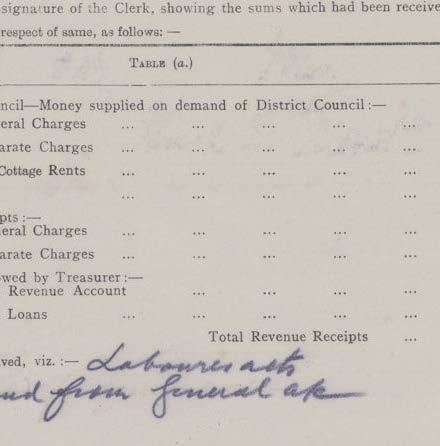 signature of the Clerk, showing the sums which had been receive
respect of same, as follows: —
TABLE (a.)
ncil—Money supplied on demand of District Council:—
eral Charges ... ... ... ...
arate Charges ... ... ... ...
Cottage Rents ... ... ... ...
... ... ... ...
pts:—
eral Charges ... ... ... ...
arate Charges ... ... ... ...
wed by Treasurer:—
Revenue Account ... ... ...
Loans ... ... ... ...
Total Revenue Receipts ...
ved, viz.:— Labourers acts
nd from General a/c